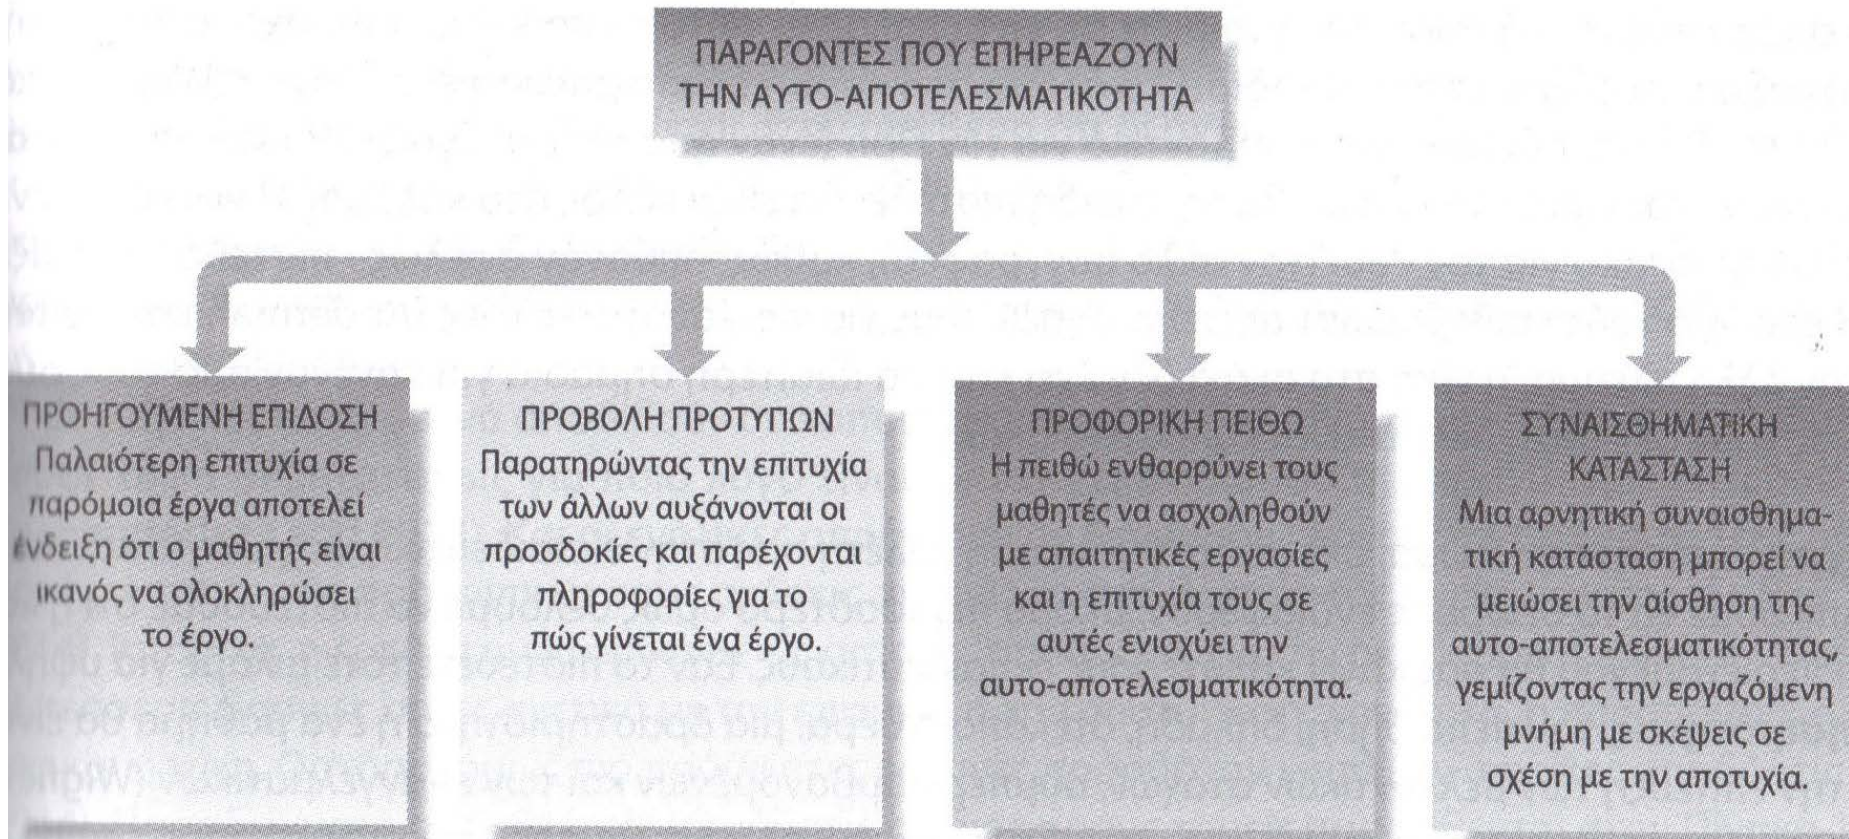 ΠΑΡΑΓΟΝΤΕΣ ΠΟΥ ΕΠΗΡΕΑΖΟΥΝ
ΤΗΝ ΑΥΤΟ-ΑΠΟΤΕΛΕΣΜΑΤΙΚΟΤΗΤΑ
ΠΡΟΗΓΟΥΜΕΝΗ ΕΠΙΔΟΣΗ
Παλαιότερη επιτυχία σε
παρόμοια έργα αποτελεί
ένδειξη ότι ο μαθητής είναι
ικανός να ολοκληρώσει
το έργο.
ΠΡΟΒΟΛΗ ΠΡΟΤΥΠΩΝ
Παρατηρώντας την επιτυχία
των άλλων αυξάνονται οι
προσδοκίες και παρέχονται
πληροφορίες για το
πώς γίνεται ένα έργο.
ΠΡΟΦΟΡΙΚΗ ΠΕΙΘΩ
Η πειθώ ενθαρρύνει τους
μαθητές να ασχοληθούν
με απαιτητικές εργασίες
και η επιτυχία τους σε
αυτές ενισχύει την
αυτο-αποτελεσματικότητα.
ΣΥΝΑΙΣΘΗΜΑΤΙΚΗ
ΚΑΤΑΣΤΑΣΗ
Μια αρνητική συναισθημα-
τική κατάσταση μπορεί να
μειώσει την αίσθηση της
αυτο-αποτελεσματικότητας,
γεμίζοντας την εργαζόμενη
μνήμη με σκέψεις σε
σχέση με την αποτυχία.